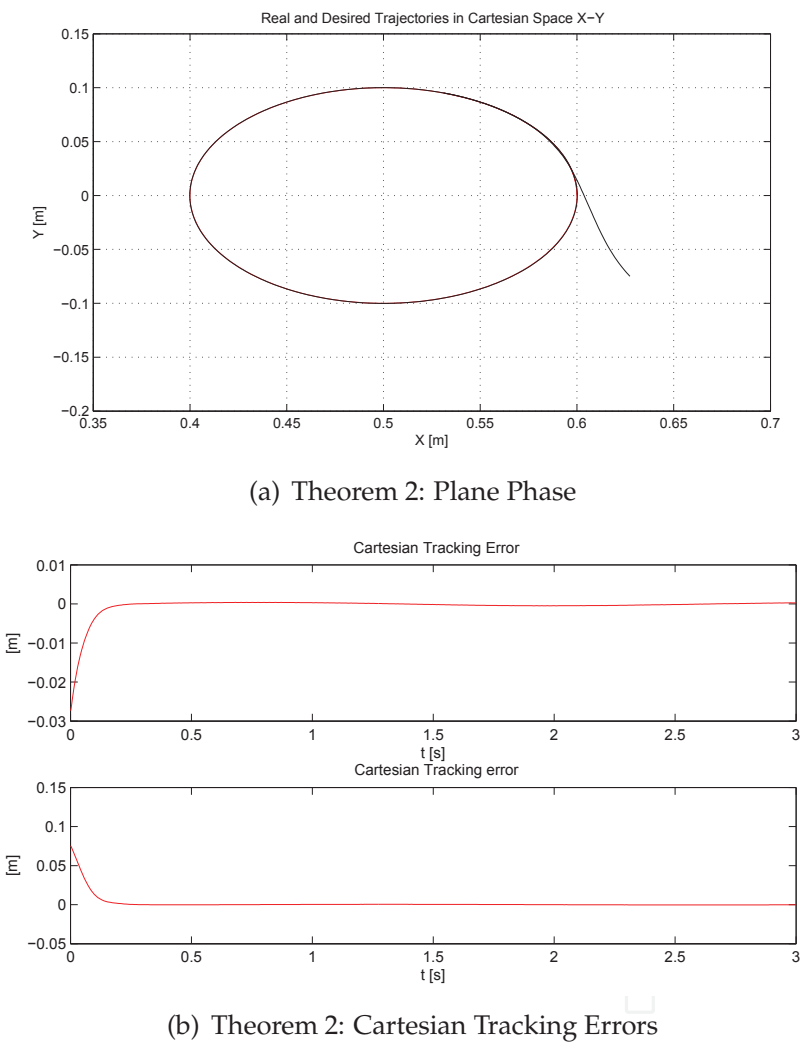 Real and Desired Trajectories in Cartesian Space X−Y
0.15
0.1
0.05
0
−0.05
−0.1
−0.15
−0.2
Y [m]
0.35 0.4 0.45 0.5 0.55 0.6 0.65 0.7
X [m]
(a) Theorem 2: Plane Phase
Cartesian Tracking Error
0.01
0
−0.01
−0.02
−0.03
[m]
0 0.5 1 1.5 2 2.5 3
t [s]
Cartesian Tracking error
0.15
0.1
0.05
0
−0.05
[m]
0 0.5 1 1.5 2 2.5 3
t [s]
(b) Theorem 2: Cartesian Tracking Errors